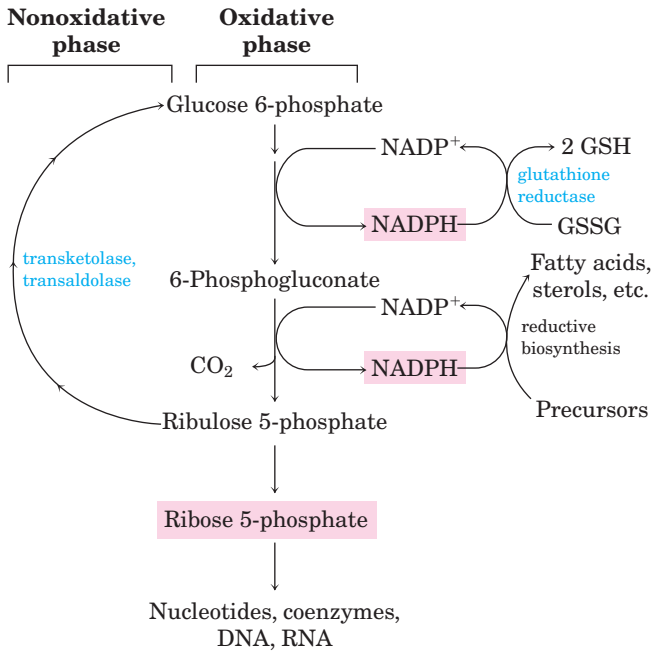 Nonoxidative
phase
Oxidative
phase
Glucose 6-phosphate
NADP⁺
2 GSH
glutathione
reductase
NADPH
GSSG
transketolase,
transaldolase
6-Phosphogluconate
Fatty acids,
sterols, etc.
NADP⁺
reductive
biosynthesis
CO₂
NADPH
Precursors
Ribulose 5-phosphate
Ribose 5-phosphate
Nucleotides, coenzymes,
DNA, RNA